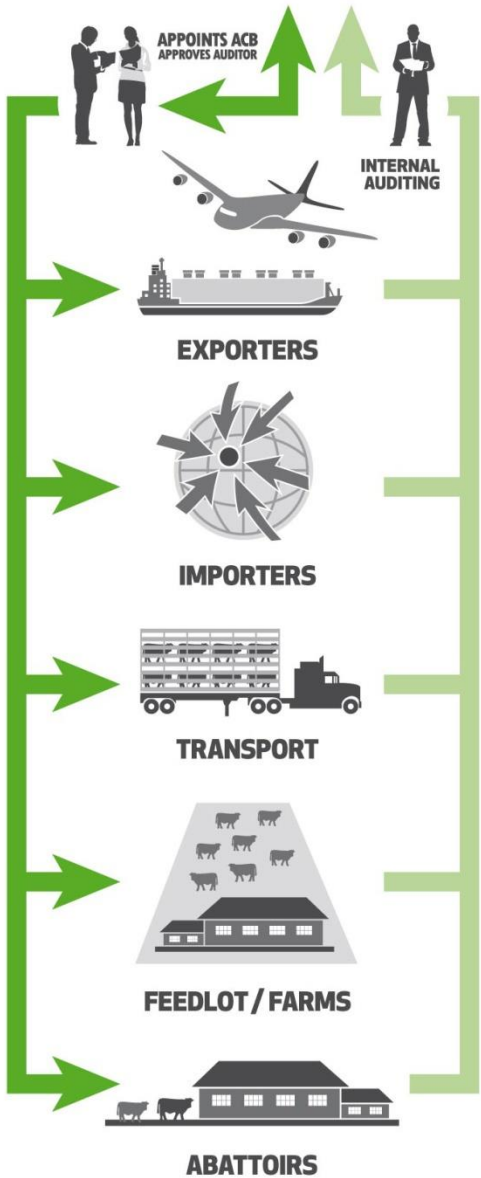 APPOINTS ACB
APPROVES AUDITOR
INTERNAL
AUDITING
EXPORTERS
IMPORTERS
TRANSPORT
FEEDLOT / FARMS
ABATTOIRS